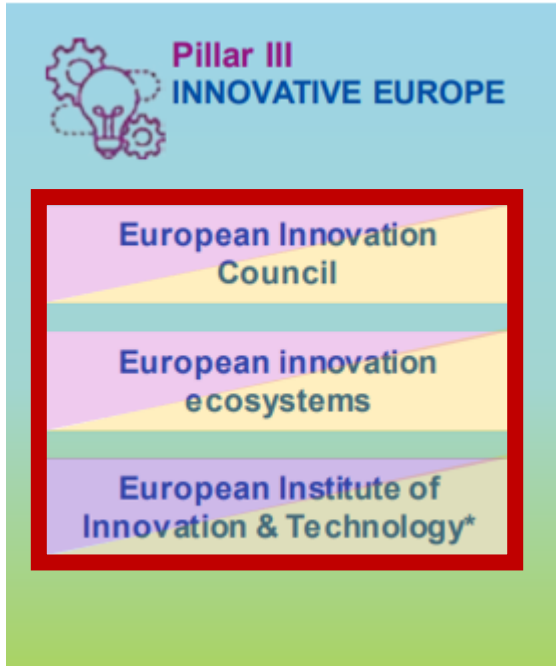 Pillar III
INNOVATIVE EUROPE
European Innovation
Council
European innovation
ecosystems
European Institute of
Innovation & Technology*